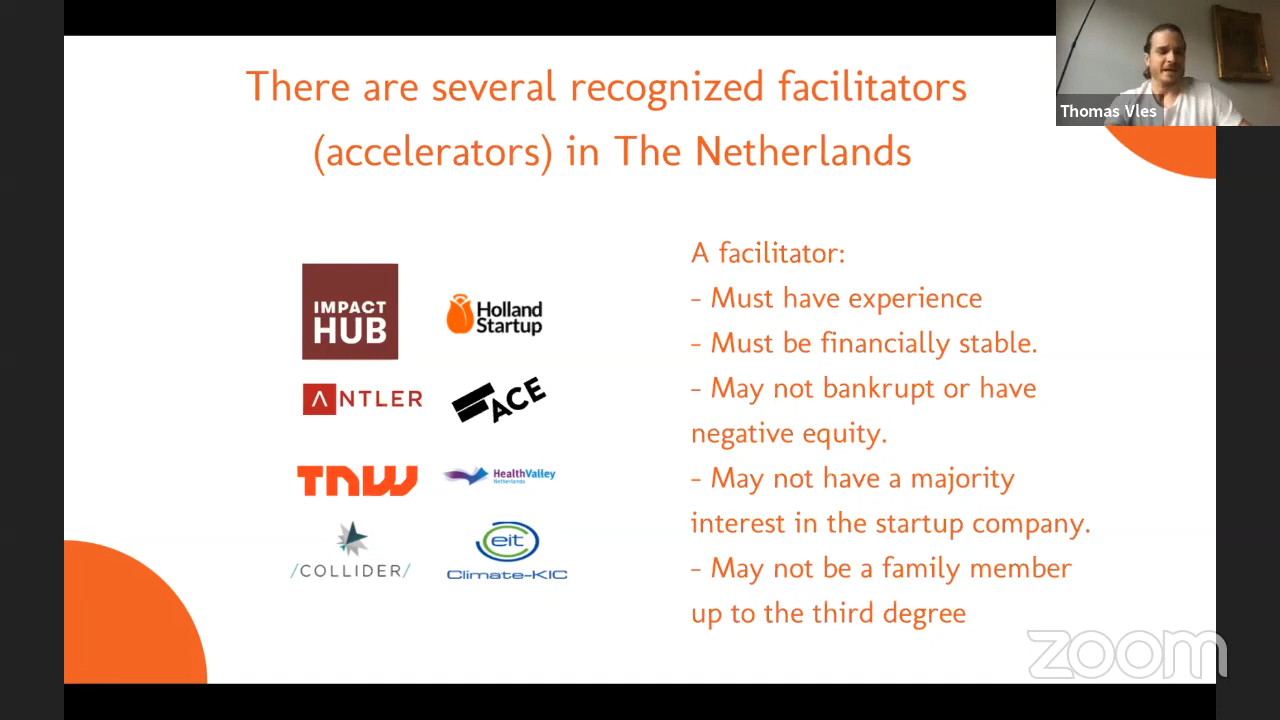 There are several recognized facilitators
(accelerators) in The Netherlands
Thomas Vles
IMPACT
HUB
Holland
Startup
ANTLER
ACE
TNW
HealthValley
Netherlands
/COLLIDER/
eit
Climate-KIC
A facilitator:
- Must have experience
- Must be financially stable.
- May not bankrupt or have
negative equity.
- May not have a majority
interest in the startup company.
- May not be a family member
up to the third degree
zoom